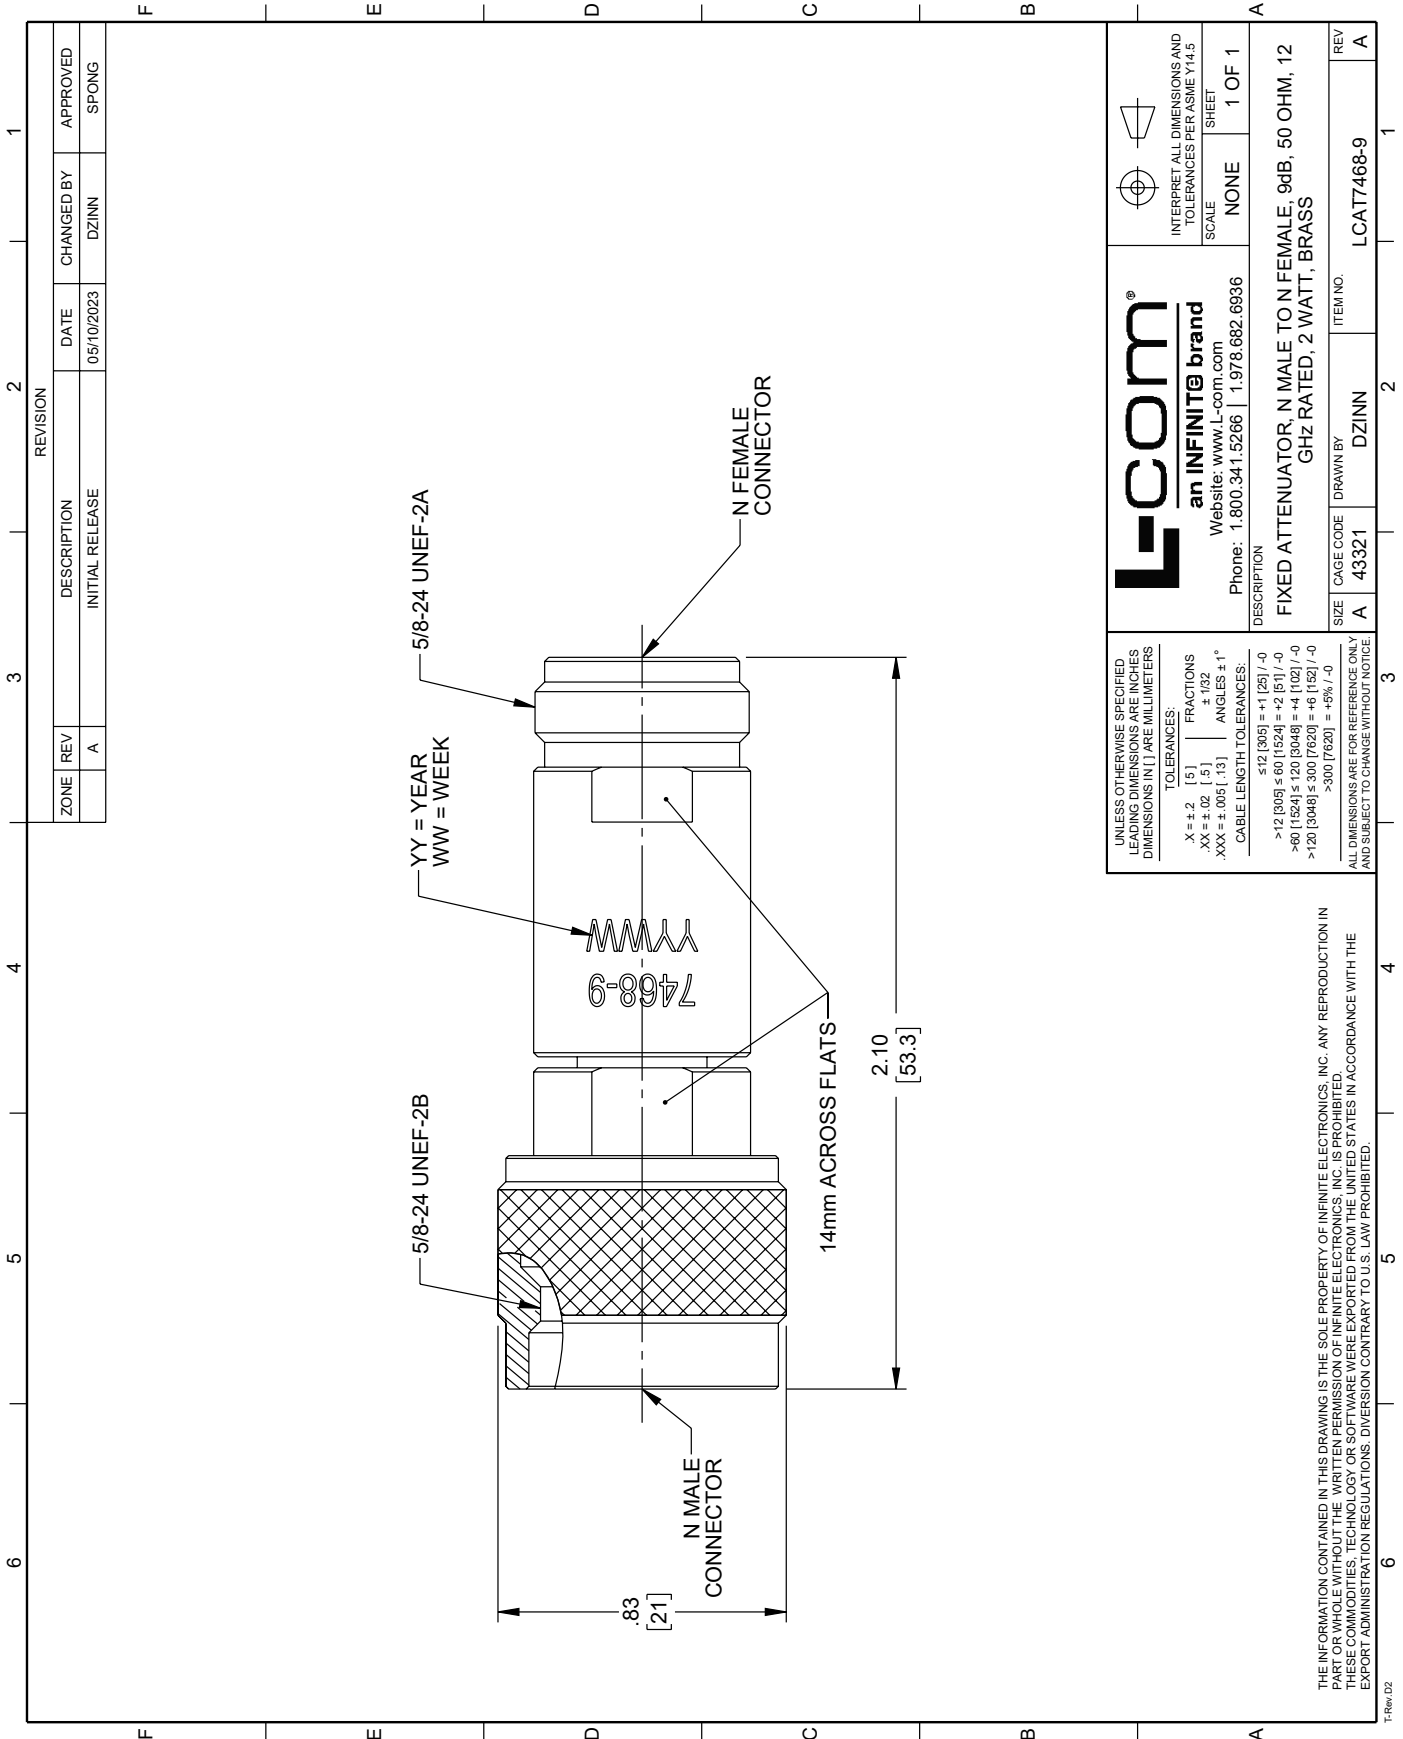 REVISION
ZONE REV DESCRIPTION DATE CHANGED BY APPROVED
A INITIAL RELEASE 05/10/2023 DZINN SPONG
6 5 4 3 2 1
F F
E E
D D
C C
B B
A A
5/8-24 UNEF-2B
YY = YEAR
WW = WEEK
5/8-24 UNEF-2A
7468-9
YYWW
N MALE
CONNECTOR
N FEMALE
CONNECTOR
.83
[21]
14mm ACROSS FLATS
2.10
[53.3]
UNLESS OTHERWISE SPECIFIED
LEADING DIMENSIONS ARE INCHES
DIMENSIONS IN [ ] ARE MILLIMETERS
TOLERANCES:
.X = ±.2 [5] FRACTIONS
.XX = ±.02 [.5] ± 1/32
.XXX = ±.005 [.13] ANGLES ± 1°
CABLE LENGTH TOLERANCES:
≤12 [305] = +1 [25] / -0
>12 [305] ≤ 60 [1524] = +2 [51] / -0
>60 [1524] ≤ 120 [3048] = +4 [102] / -0
>120 [3048] ≤ 300 [7620] = +6 [152] / -0
>300 [7620] = +5% / -0
ALL DIMENSIONS ARE FOR REFERENCE ONLY
AND SUBJECT TO CHANGE WITHOUT NOTICE.
L-com®
an INFINITE brand
Website: www.L-com.com
Phone: 1.800.341.5266 | 1.978.682.6936
INTERPRET ALL DIMENSIONS AND
TOLERANCES PER ASME Y14.5
SCALE NONE
SHEET 1 OF 1
DESCRIPTION
FIXED ATTENUATOR, N MALE TO N FEMALE, 9dB, 50 OHM, 12
GHz RATED, 2 WATT, BRASS
SIZE CAGE CODE DRAWN BY ITEM NO. REV
A 43321 DZINN LCAT7468-9 A
THE INFORMATION CONTAINED IN THIS DRAWING IS THE SOLE PROPERTY OF INFINITE ELECTRONICS, INC. ANY REPRODUCTION IN
PART OR WHOLE WITHOUT THE WRITTEN PERMISSION OF INFINITE ELECTRONICS, INC. IS PROHIBITED.
THESE COMMODITIES, TECHNOLOGY OR SOFTWARE WERE EXPORTED FROM THE UNITED STATES IN ACCORDANCE WITH THE
EXPORT ADMINISTRATION REGULATIONS. DIVERSION CONTRARY TO U.S. LAW PROHIBITED.
6 5 4 3 2 1
T-Rev.D2